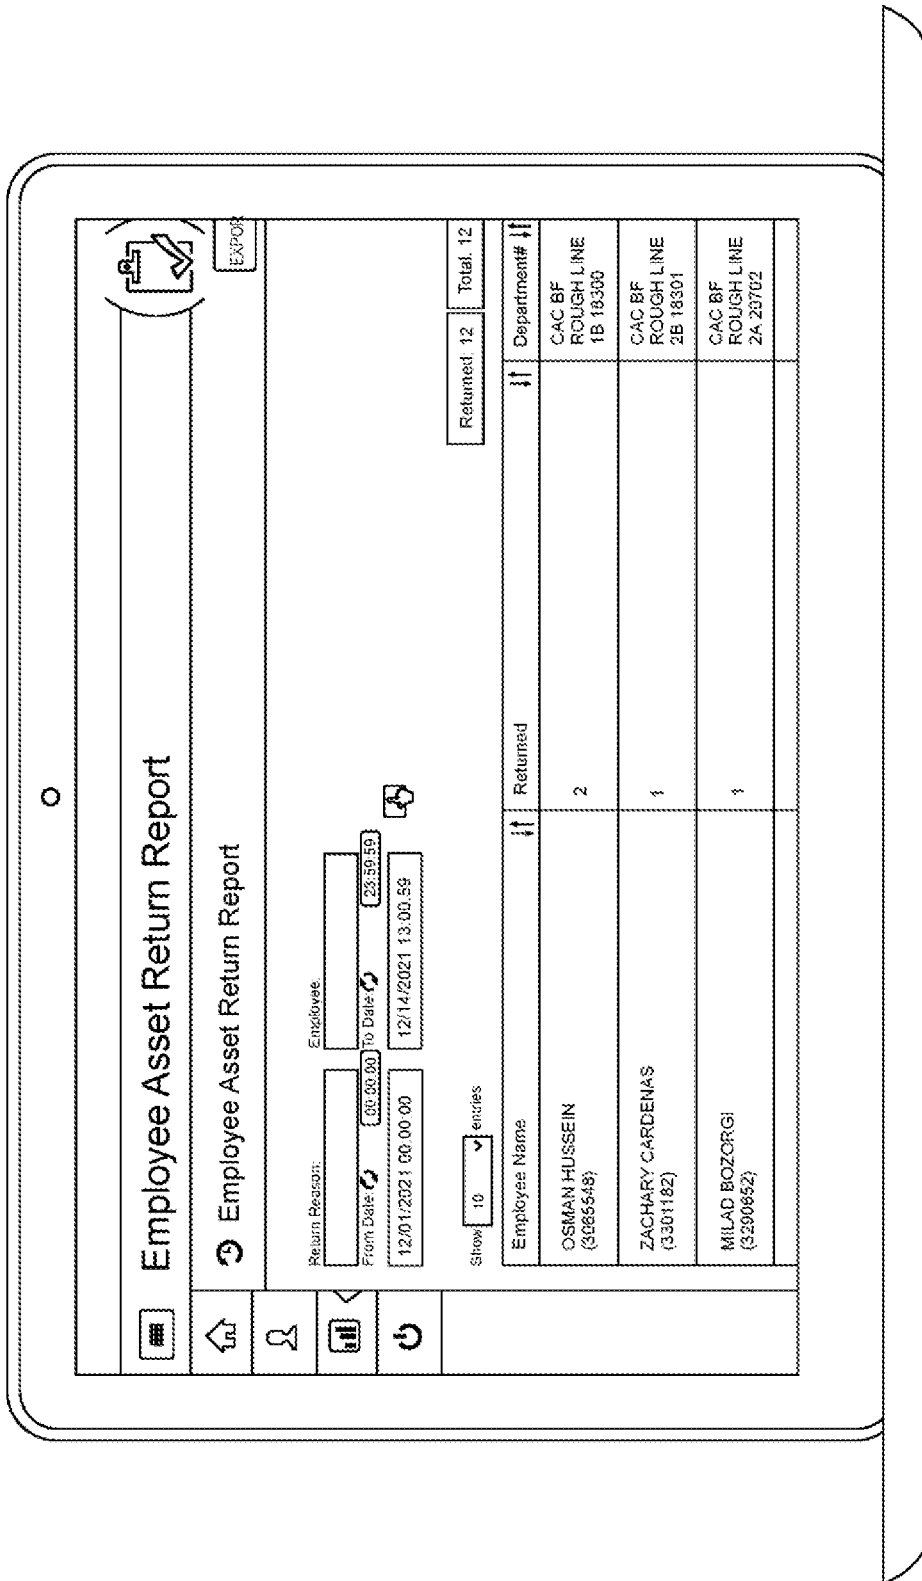 Employee Asset Return Report
Employee Asset Return Report
EXPOR
Return Reason:
Employee:
From Date:
00:00:00
To Date:
23:59:59
12/01/2021 00:00:00
12/14/2021 13:00:59
Returned: 12
Total: 12
Show 10 entries
Employee Name
Returned
Department#
OSMAN HUSSEIN
2
CAC BF
ROUGH LINE
1B 18300
ZACHARY CARDENAS
(3301182)
1
CAC BF
ROUGH LINE
2B 18301
MILAD BOZORGI
(3290652)
1
CAC BF
ROUGH LINE
2A